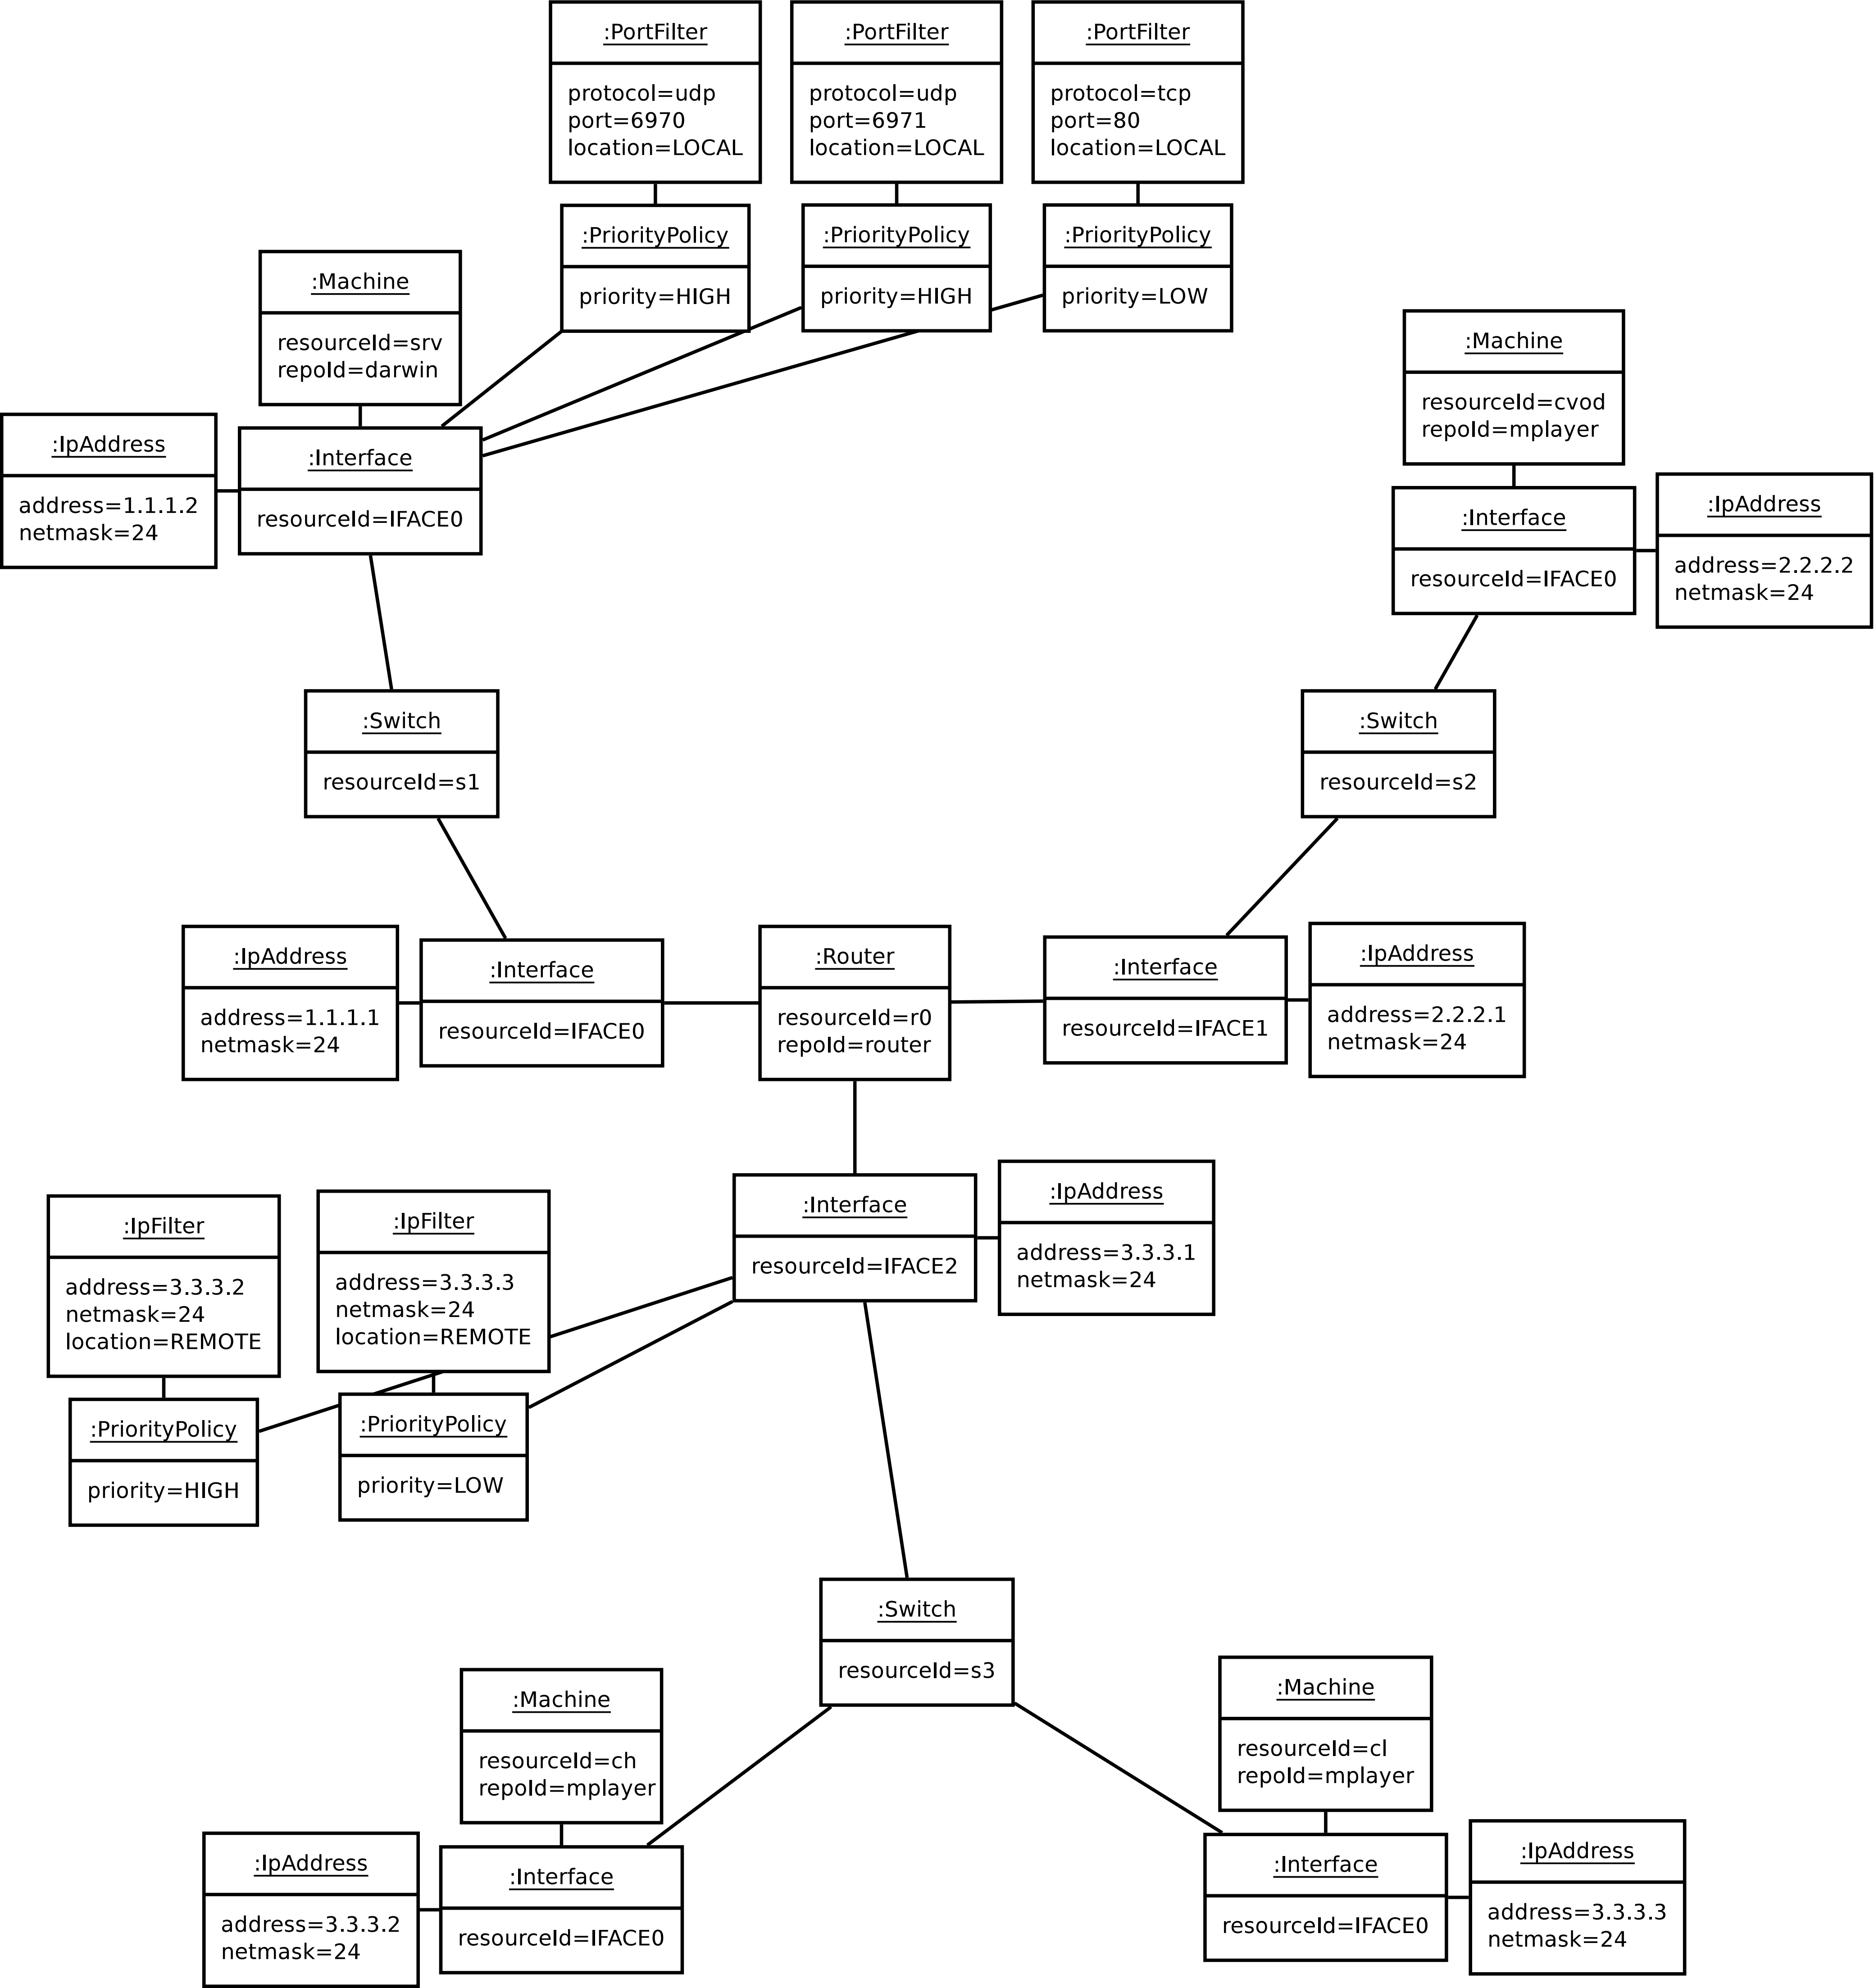 :PortFilter
protocol=udp
port=6970
location=LOCAL
:PortFilter
protocol=udp
port=6971
location=LOCAL
:PortFilter
protocol=tcp
port=80
location=LOCAL
:PriorityPolicy
priority=HIGH
:PriorityPolicy
priority=HIGH
:PriorityPolicy
priority=LOW
:Machine
resourceId=srv
repoId=darwin
:IpAddress
address=1.1.1.2
netmask=24
:Interface
resourceId=IFACE0
:Machine
resourceId=cvod
repoId=mplayer
:Interface
resourceId=IFACE0
:IpAddress
address=2.2.2.2
netmask=24
:Switch
resourceId=s1
:Switch
resourceId=s2
:IpAddress
address=1.1.1.1
netmask=24
:Interface
resourceId=IFACE0
:Router
resourceId=r0
repoId=router
:Interface
resourceId=IFACE1
:IpAddress
address=2.2.2.1
netmask=24
:IpFilter
address=3.3.3.2
netmask=24
location=REMOTE
:IpFilter
address=3.3.3.3
netmask=24
location=REMOTE
:Interface
resourceId=IFACE2
:IpAddress
address=3.3.3.1
netmask=24
:PriorityPolicy
priority=HIGH
:PriorityPolicy
priority=LOW
:Switch
resourceId=s3
:Machine
resourceId=ch
repoId=mplayer
:Machine
resourceId=cl
repoId=mplayer
:IpAddress
address=3.3.3.2
netmask=24
:Interface
resourceId=IFACE0
:Interface
resourceId=IFACE0
:IpAddress
address=3.3.3.3
netmask=24